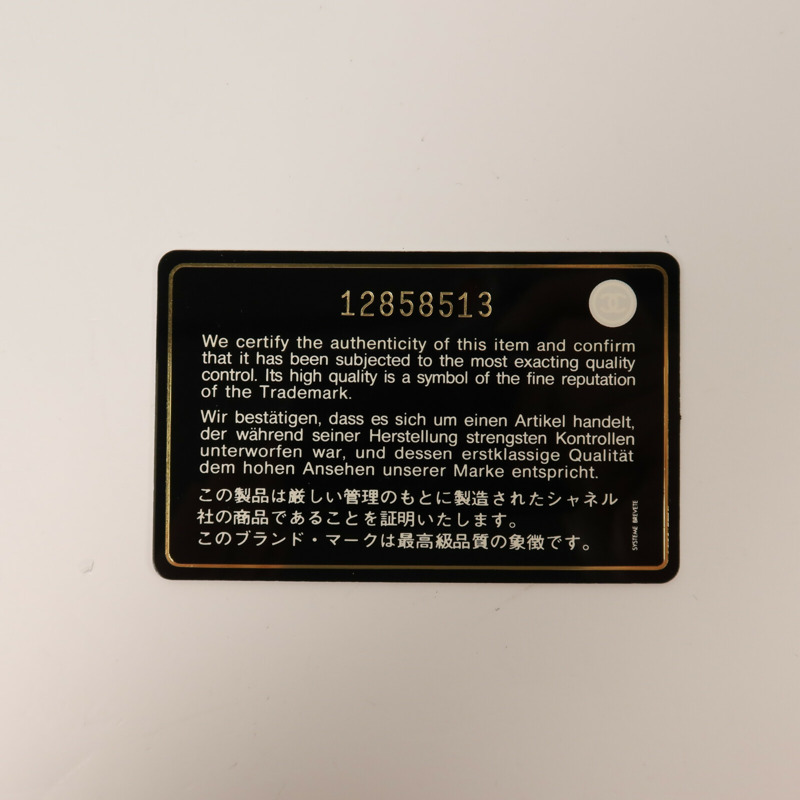 12858513
We certify the authenticity of this item and confirm
that it has been subjected to the most exacting quality
control. Its high quality is a symbol of the fine reputation
of the Trademark.
Wir bestätigen, dass es sich um einen Artikel handelt,
der während seiner Herstellung strengsten Kontrollen
unterworfen war, und dessen erstklassige Qualität
dem hohen Ansehen unserer Marke entspricht.
この製品は厳しい管理のもとに製造されたシャネル
社の商品であることを証明いたします。
このブランド・マークは最高級品質の象徴です。
SYSTEME BREVETE